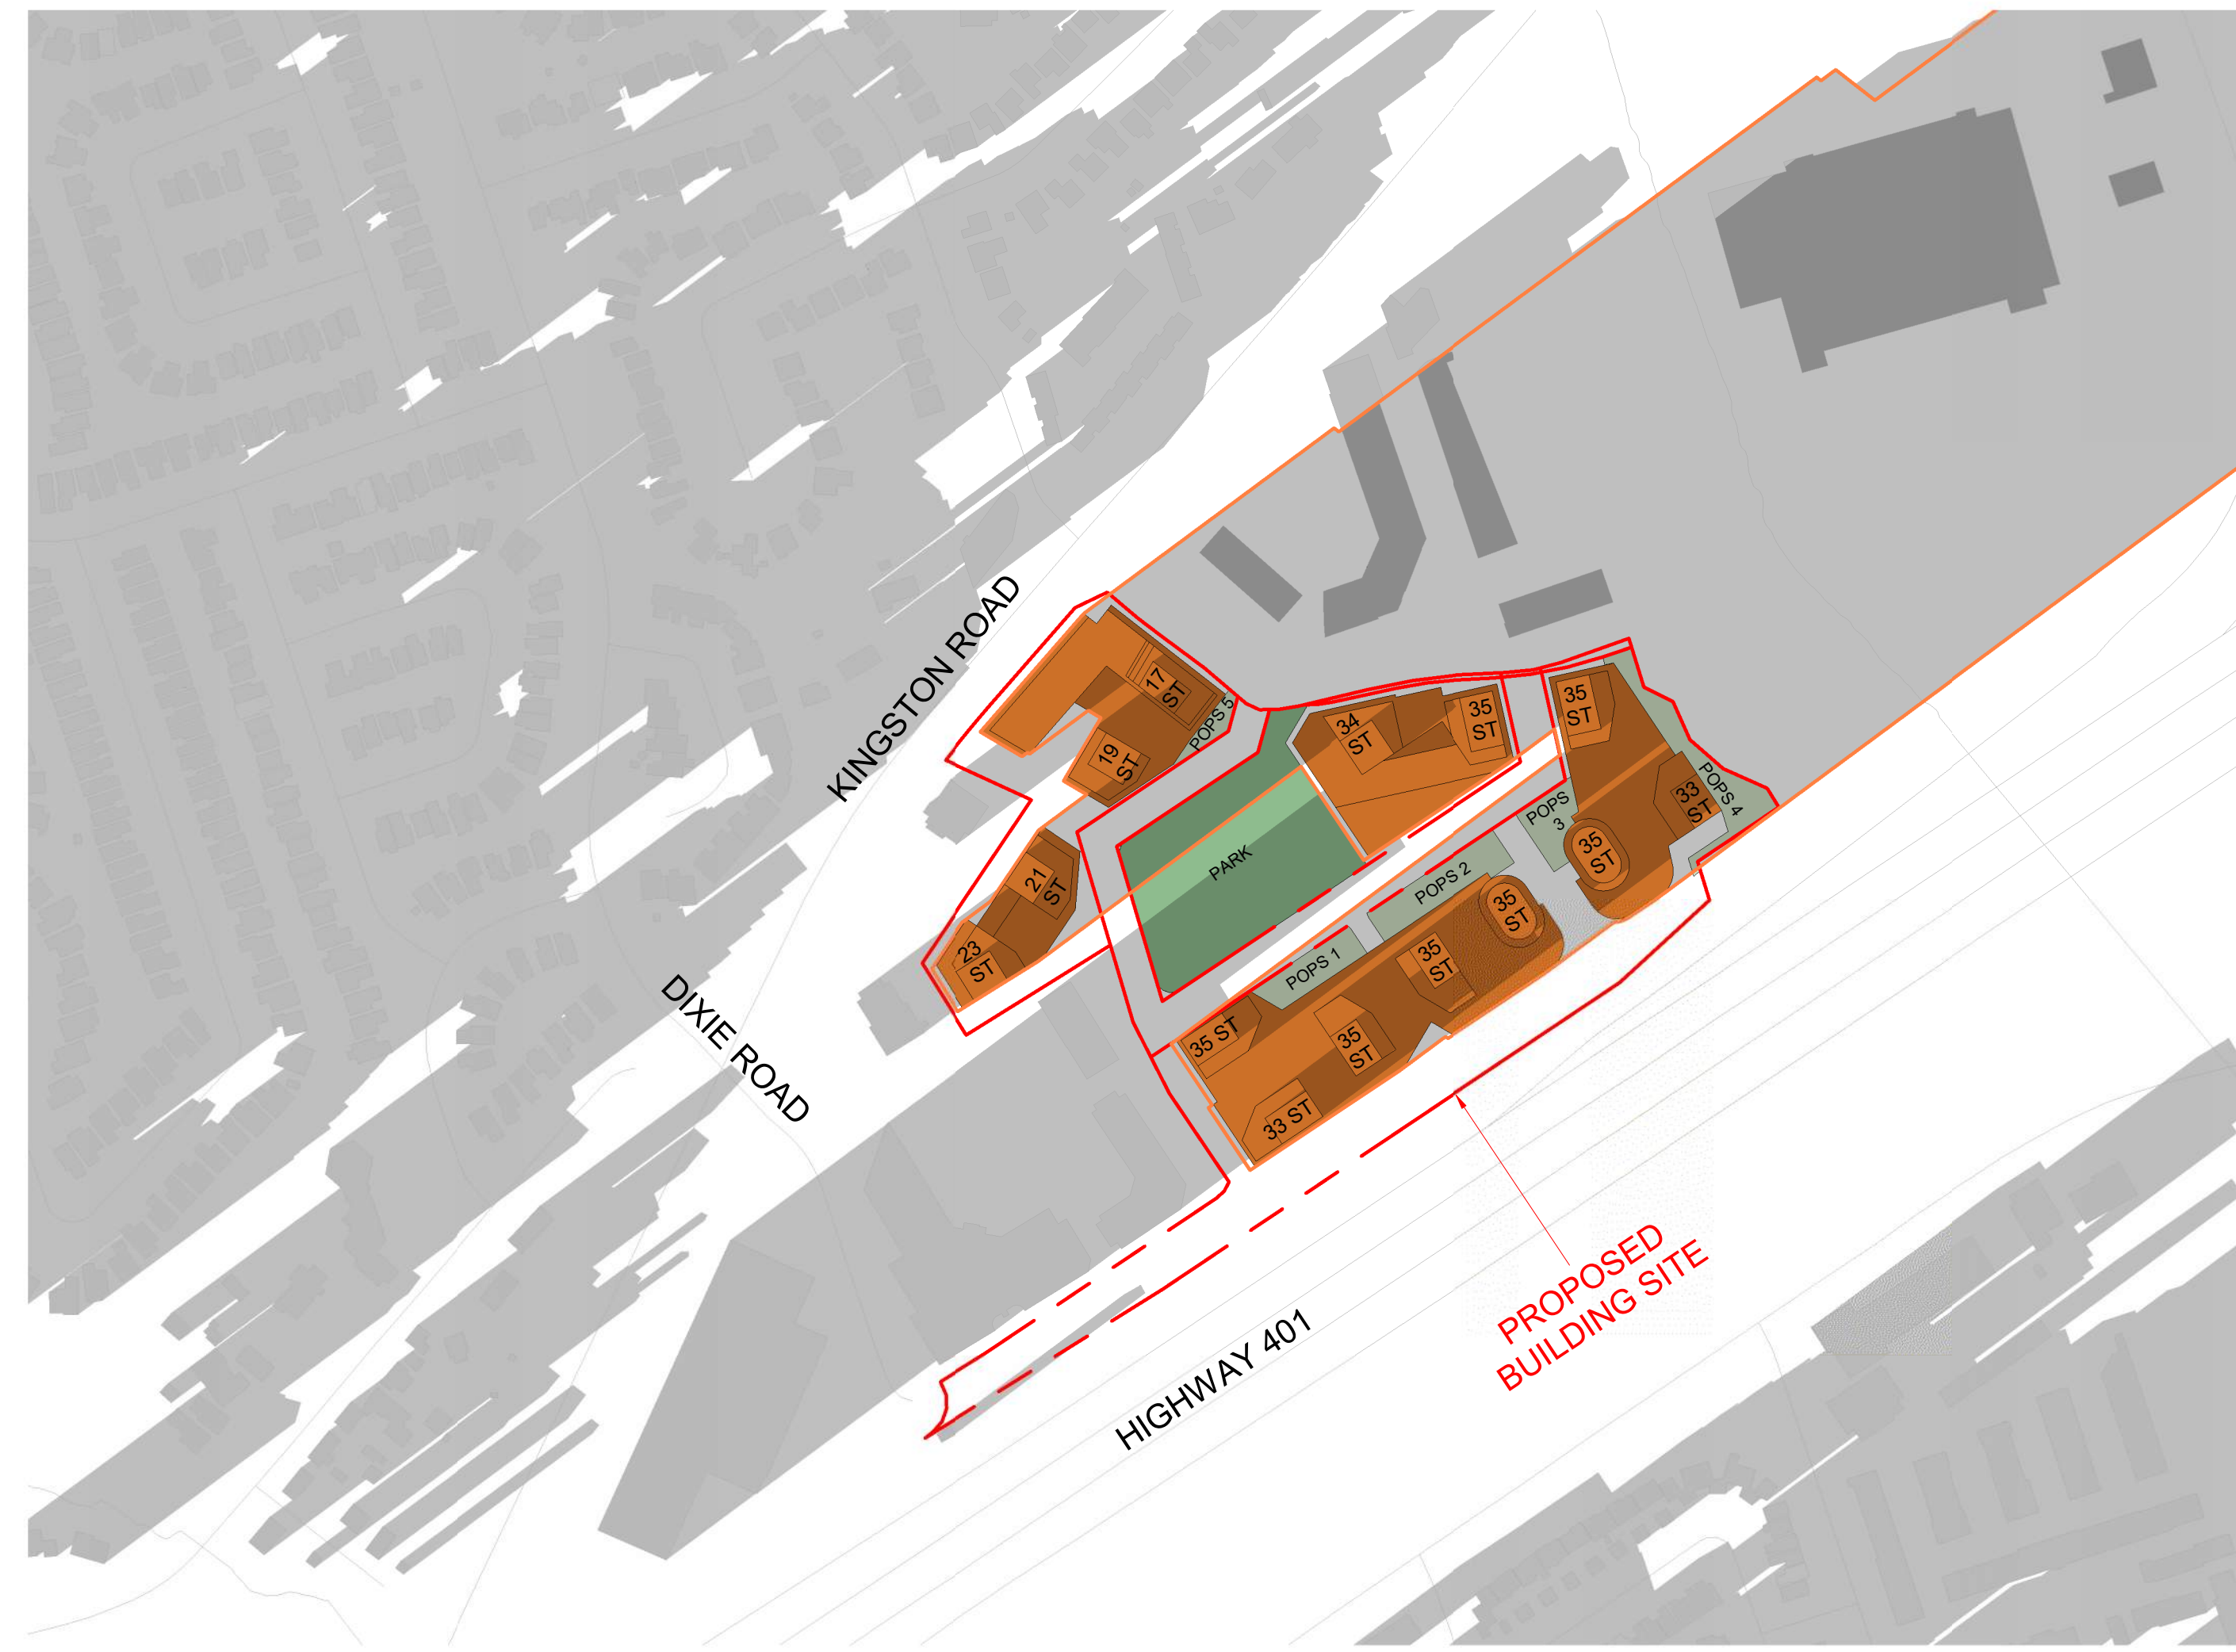 KINGSTON ROAD
17
ST
POPS 5
19
ST
34
ST
35
ST
35
ST
33
ST
POPS 4
POPS
3
35
ST
PARK
POPS 2
21
ST
35
ST
23
ST
35
ST
POPS 1
35 ST
35
ST
33 ST
DIXIE ROAD
PROPOSED
BUILDING SITE
HIGHWAY 401